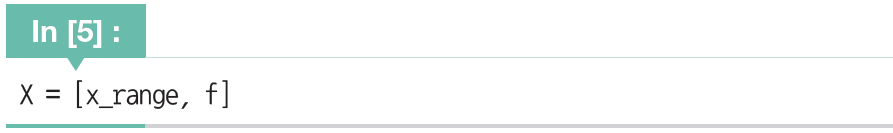 In [5] :
X = [x_range, f]